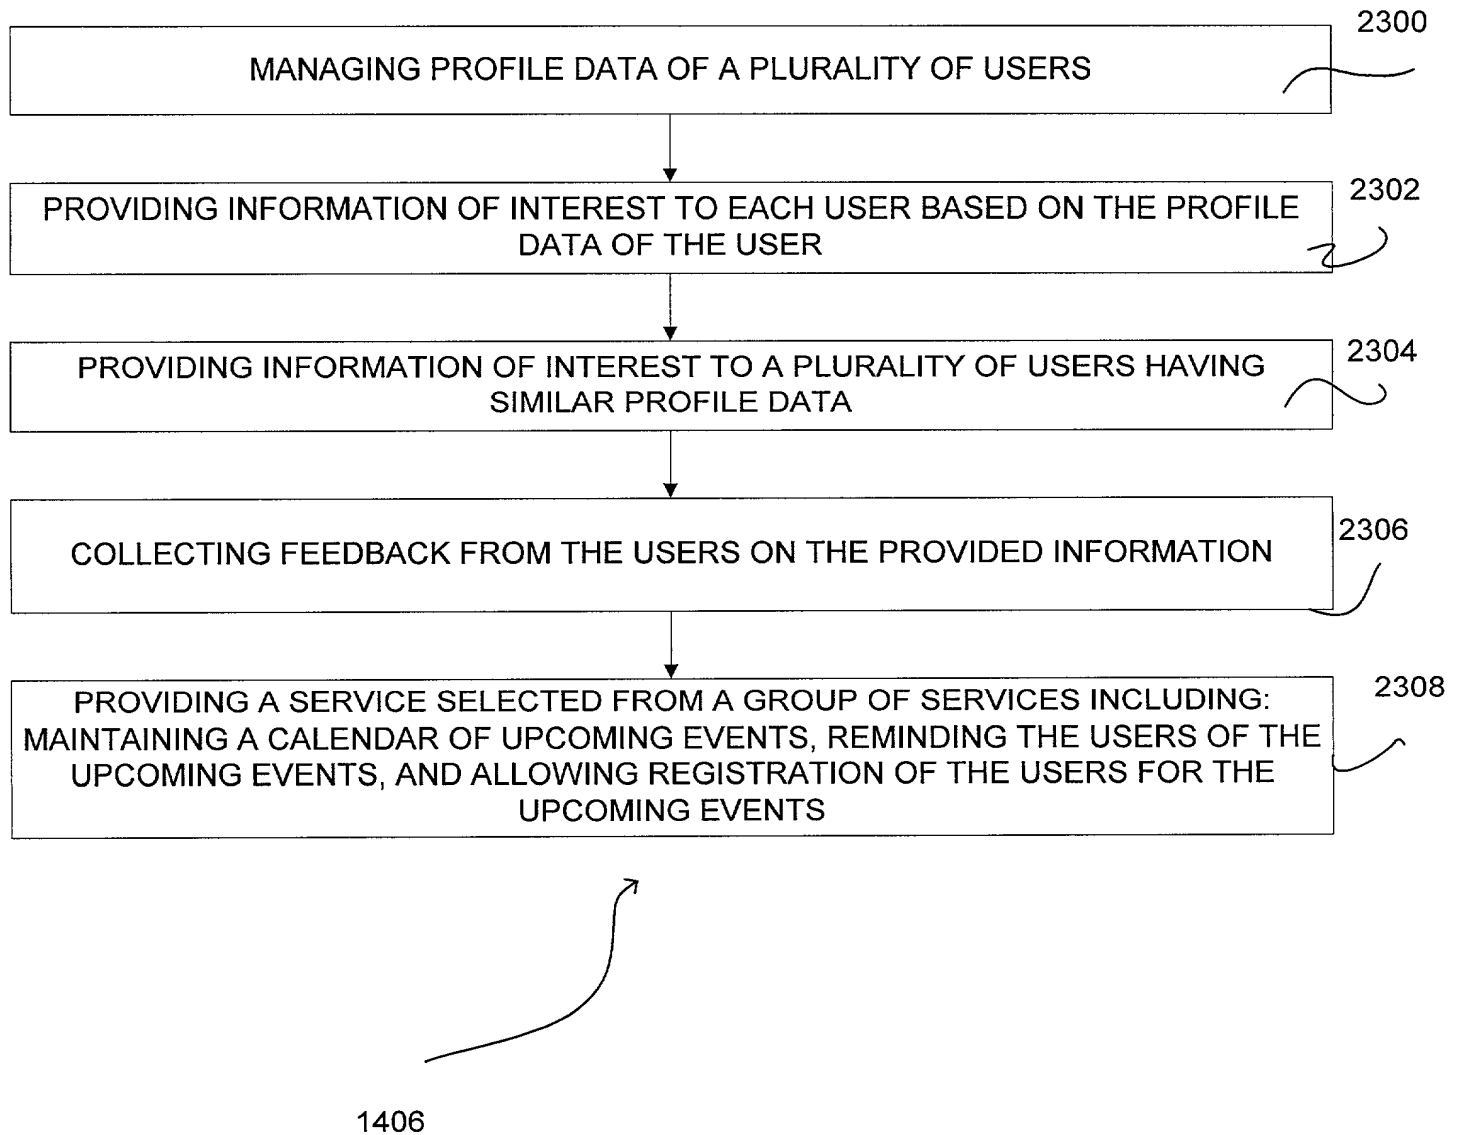 2300
MANAGING PROFILE DATA OF A PLURALITY OF USERS
2302
PROVIDING INFORMATION OF INTEREST TO EACH USER BASED ON THE PROFILE
DATA OF THE USER
2304
PROVIDING INFORMATION OF INTEREST TO A PLURALITY OF USERS HAVING
SIMILAR PROFILE DATA
2306
COLLECTING FEEDBACK FROM THE USERS ON THE PROVIDED INFORMATION
2308
PROVIDING A SERVICE SELECTED FROM A GROUP OF SERVICES INCLUDING:
MAINTAINING A CALENDAR OF UPCOMING EVENTS, REMINDING THE USERS OF THE
UPCOMING EVENTS, AND ALLOWING REGISTRATION OF THE USERS FOR THE
UPCOMING EVENTS
1406